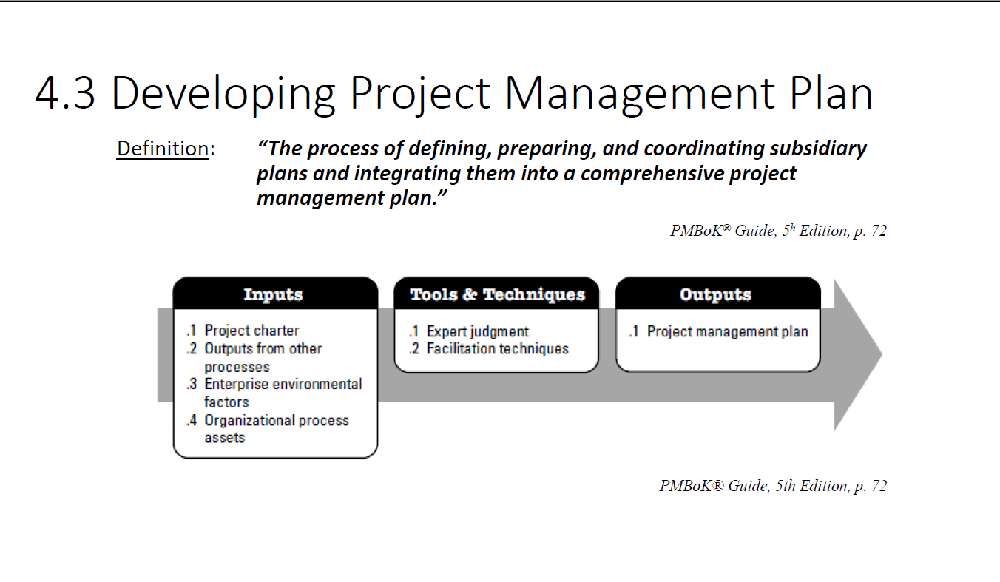 4.3 Developing Project Management Plan
Definition:
“The process of defining, preparing, and coordinating subsidiary
plans and integrating them into a comprehensive project
management plan.”
PMBoK® Guide, 5h Edition, p. 72
Inputs
.1 Project charter
.2 Outputs from other
processes
.3 Enterprise environmental
factors
.4 Organizational process
assets
Tools & Techniques
.1 Expert judgment
.2 Facilitation techniques
Outputs
.1 Project management plan
PMBoK® Guide, 5th Edition, p. 72